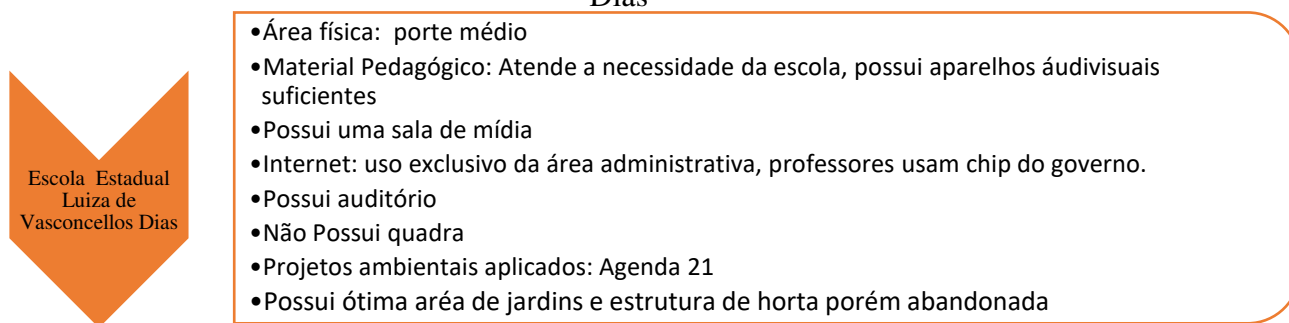 Dias
•Área física:  porte médio
•Material Pedagógico: Atende a necessidade da escola, possui aparelhos áudivisuais
suficientes
•Possui uma sala de mídia
•Internet: uso exclusivo da área administrativa, professores usam chip do governo.
•Possui auditório
•Não Possui quadra
•Projetos ambientais aplicados: Agenda 21
•Possui ótima aréa de jardins e estrutura de horta porém abandonada
Escola  Estadual
Luiza de
Vasconcellos Dias